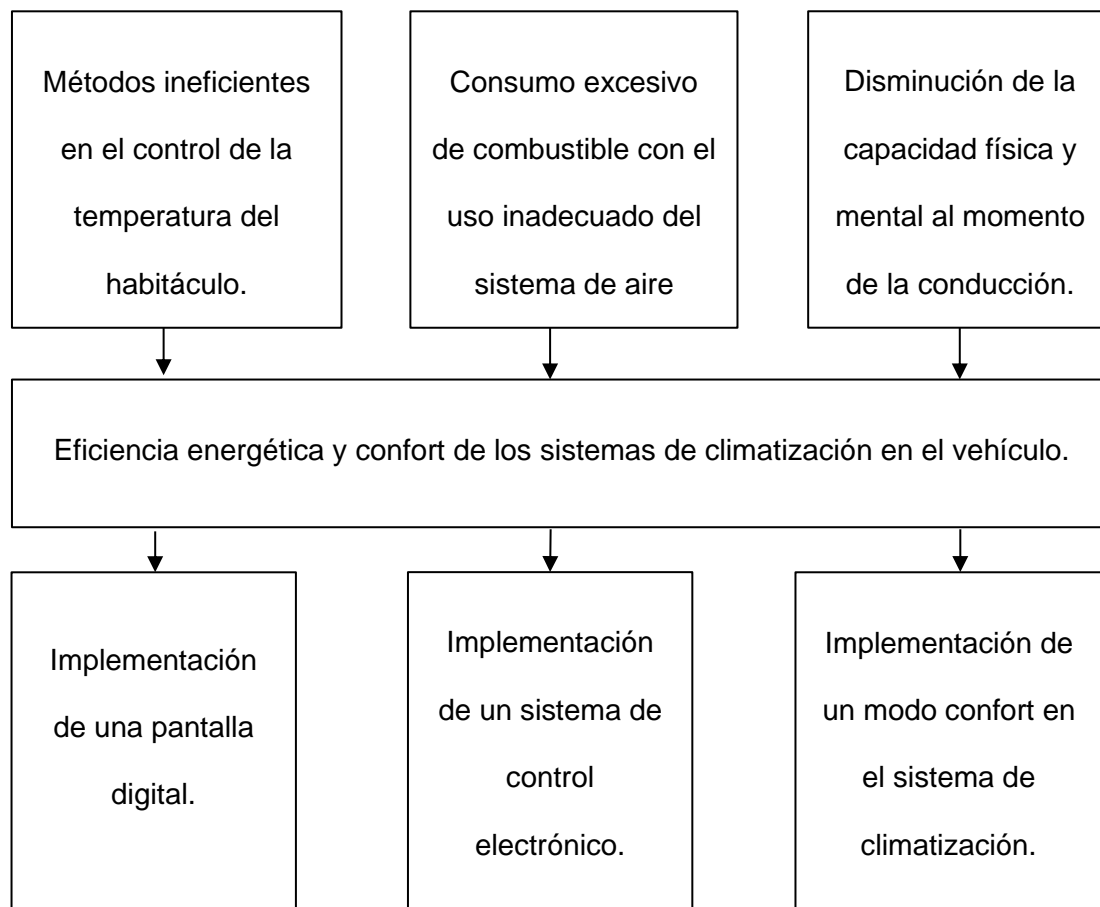 Métodos ineficientes
en el control de la
temperatura del
habitáculo.
Consumo excesivo
de combustible con el
uso inadecuado del
sistema de aire
Disminución de la
capacidad física y
mental al momento
de la conducción.
Eficiencia energética y confort de los sistemas de climatización en el vehículo.
Implementación
de una pantalla
digital.
Implementación
de un sistema de
control
electrónico.
Implementación de
un modo confort en
el sistema de
climatización.